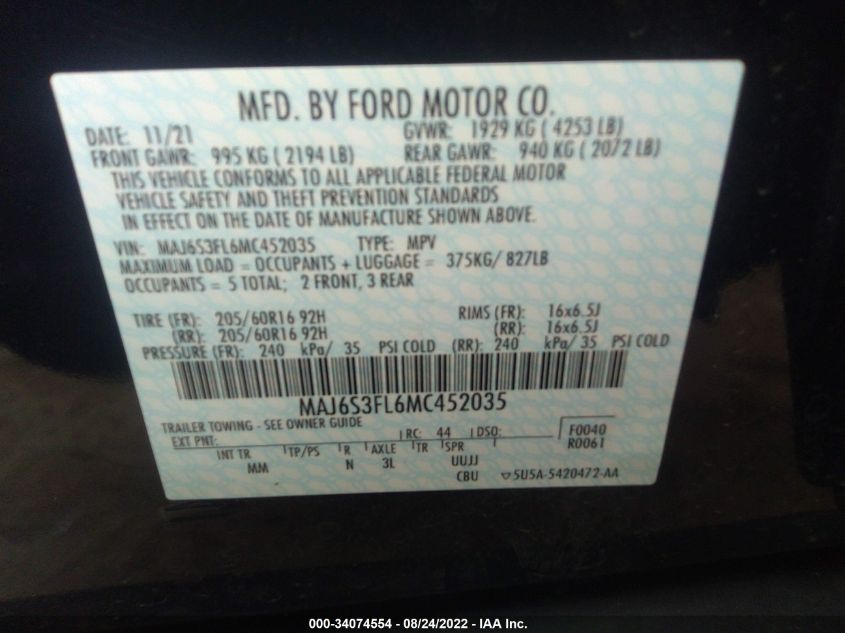 MFD. BY FORD MOTOR CO.
DATE: 11/21 GVWR: 1929 KG ( 4253 LB)
FRONT GAWR: 995 KG ( 2194 LB) REAR GAWR: 940 KG ( 2072 LB)
THIS VEHICLE CONFORMS TO ALL APPLICABLE FEDERAL MOTOR
VEHICLE SAFETY AND THEFT PREVENTION STANDARDS
IN EFFECT ON THE DATE OF MANUFACTURE SHOWN ABOVE.
VIN: MAJ6S3FL6MC452035 TYPE: MPV
MAXIMUM LOAD = OCCUPANTS + LUGGAGE = 375KG/ 827LB
OCCUPANTS = 5 TOTAL; 2 FRONT, 3 REAR
TIRE (FR): 205/60R16 92H RIMS (FR): 16x6.5J
(RR): 205/60R16 92H (RR): 16x6.5J
PRESSURE (FR): 240 kPa/ 35 PSI COLD (RR): 240 kPa/ 35 PSI COLD
MAJ6S3FL6MC452035
TRAILER TOWING - SEE OWNER GUIDE
EXT PNT: RC: 44 DSO: F0040
R0061
INT TR TP/PS R AXLE TR SPR
MM N 3L UUJJ
CBU ▽5U5A-5420472-AA
000-34074554 - 08/24/2022 - IAA Inc.